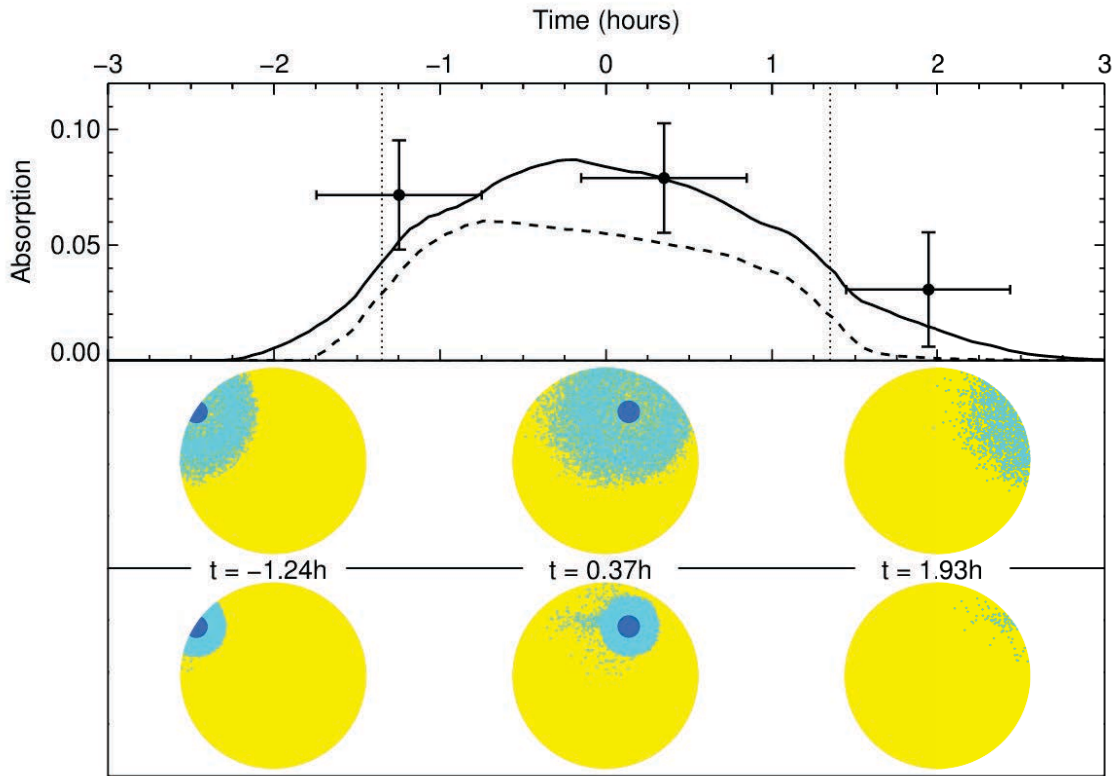 Time (hours)
−3 −2 −1 0 1 2 3
Absorption
0.10
0.05
0.00
t = −1.24h t = 0.37h t = 1.93h